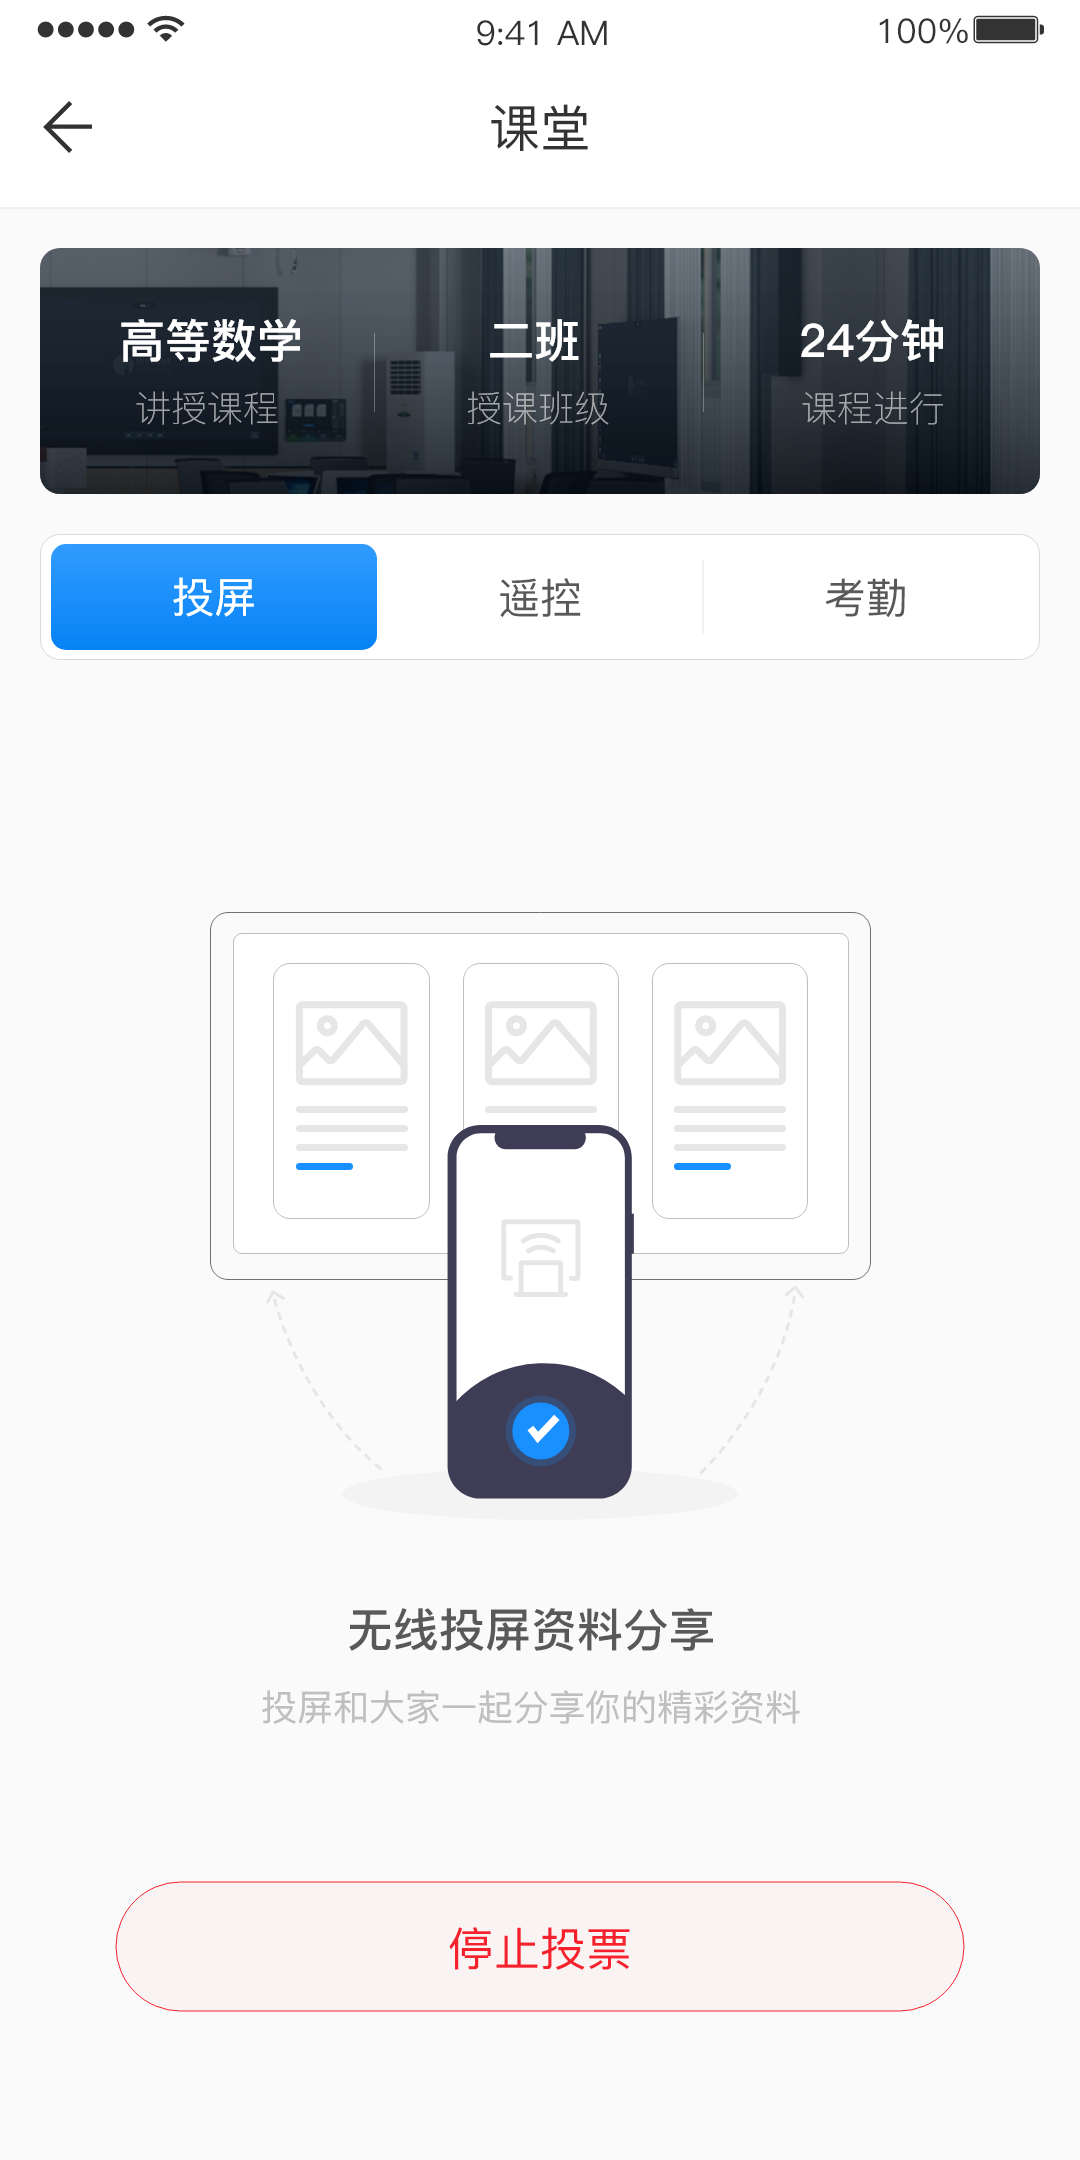 9:41 AM
100%
课堂
高等数学
二班
24分钟
讲授课程
授课班级
课程进行
投屏
遥控
考勤
无线投屏资料分享
投屏和大家一起分享你的精彩资料
停止投票